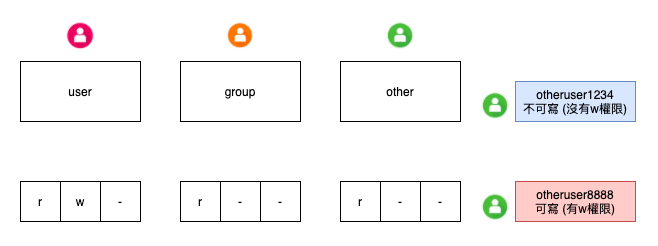 user
group
other
otheruser1234
不可寫 (沒有w權限)
r w -
r - -
r - -
otheruser8888
可寫 (有w權限)